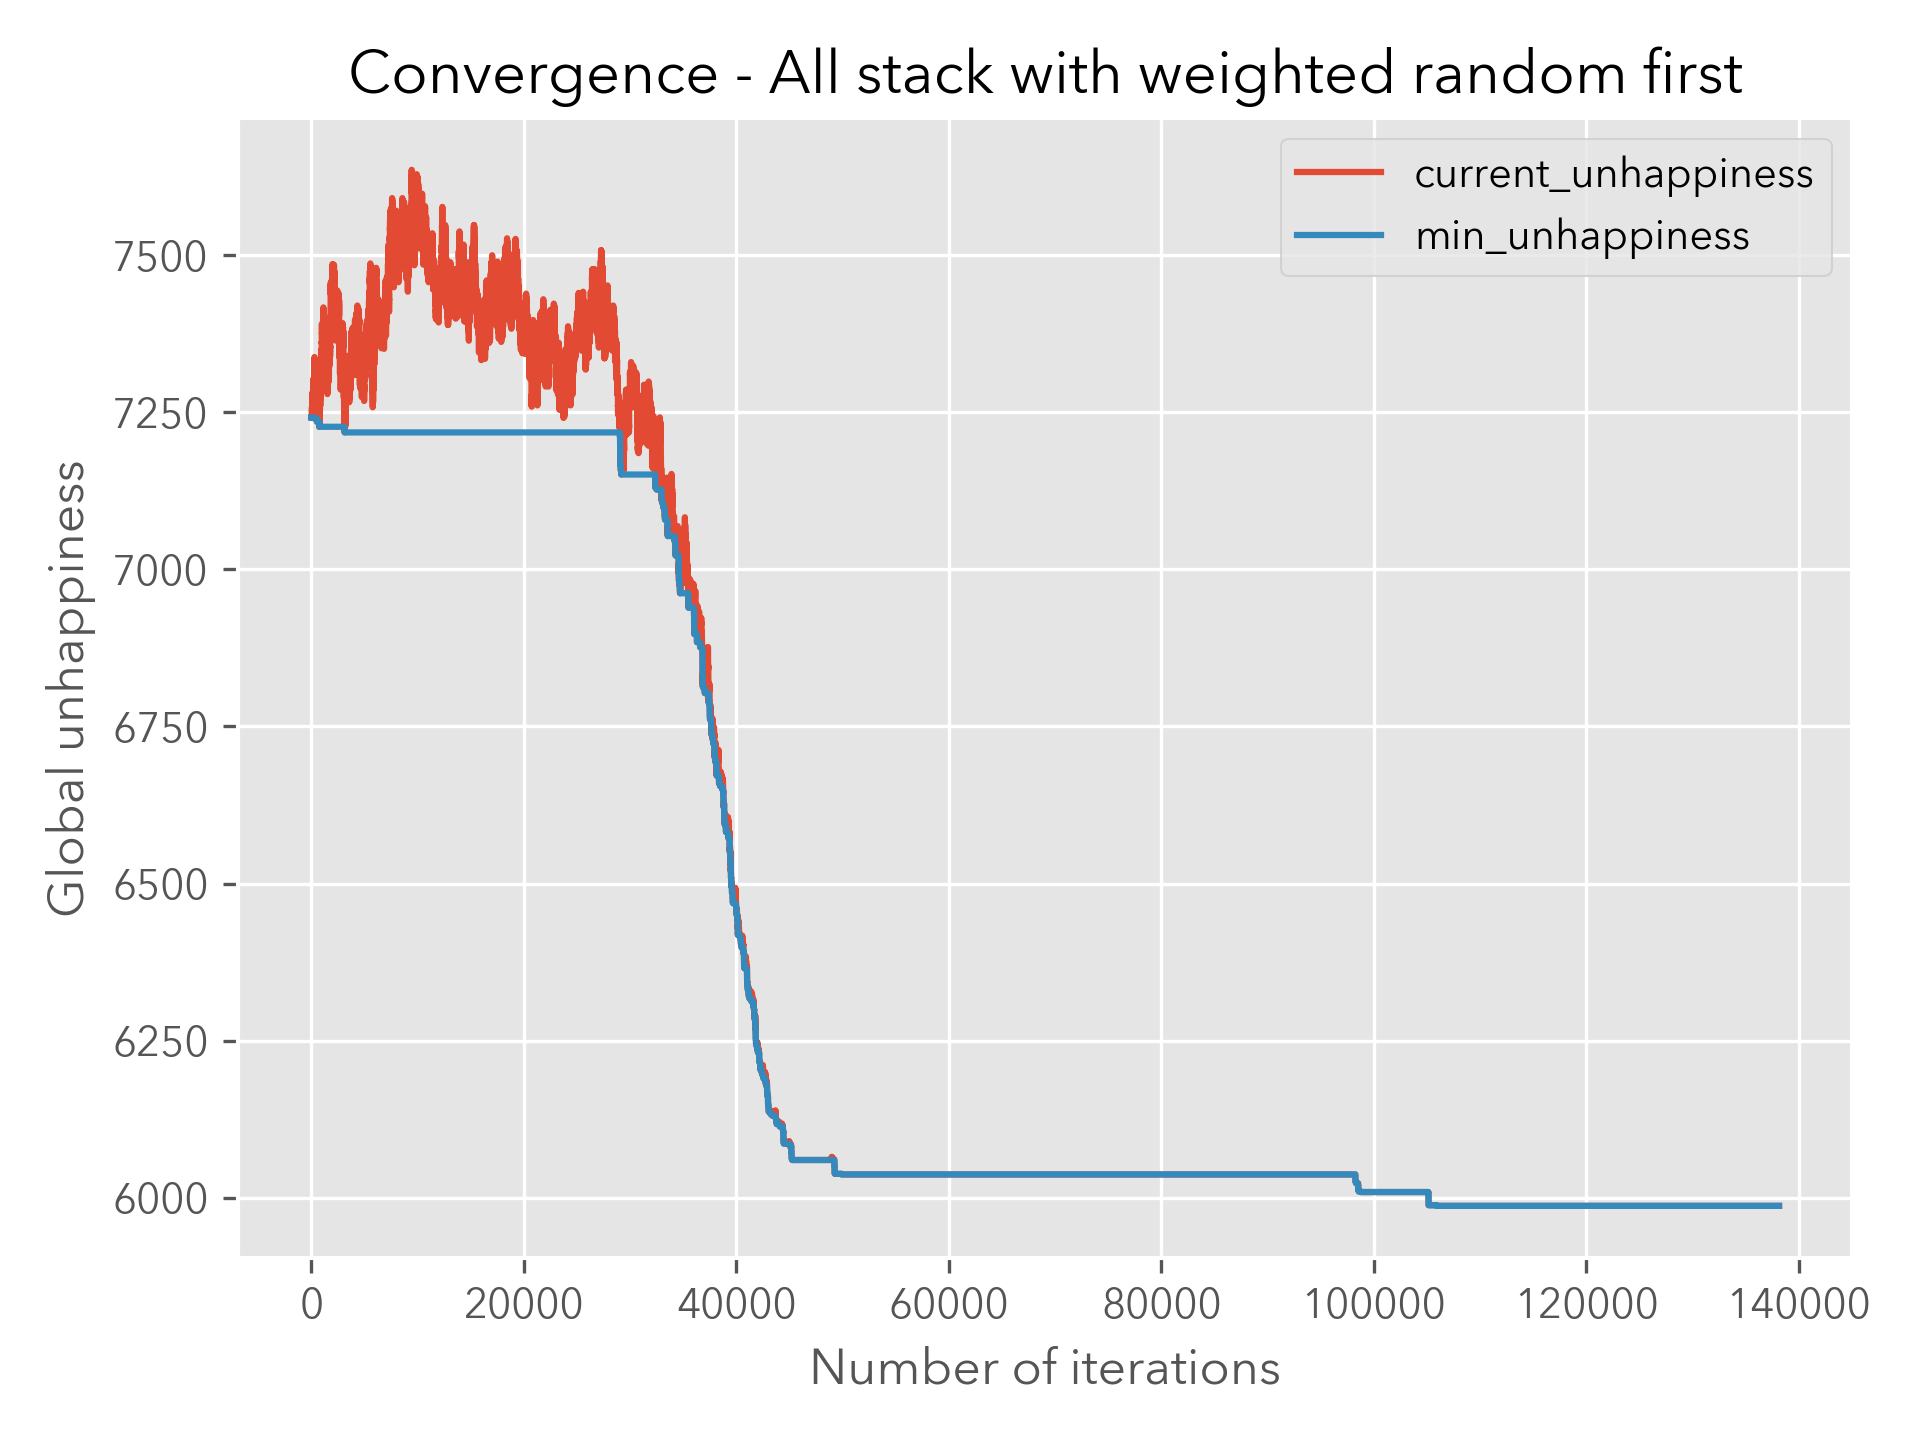 Convergence - All stack with weighted random first
current_unhappiness
min_unhappiness
Global unhappiness
7500
7250
7000
6750
6500
6250
6000
0 20000 40000 60000 80000 100000 120000 140000
Number of iterations